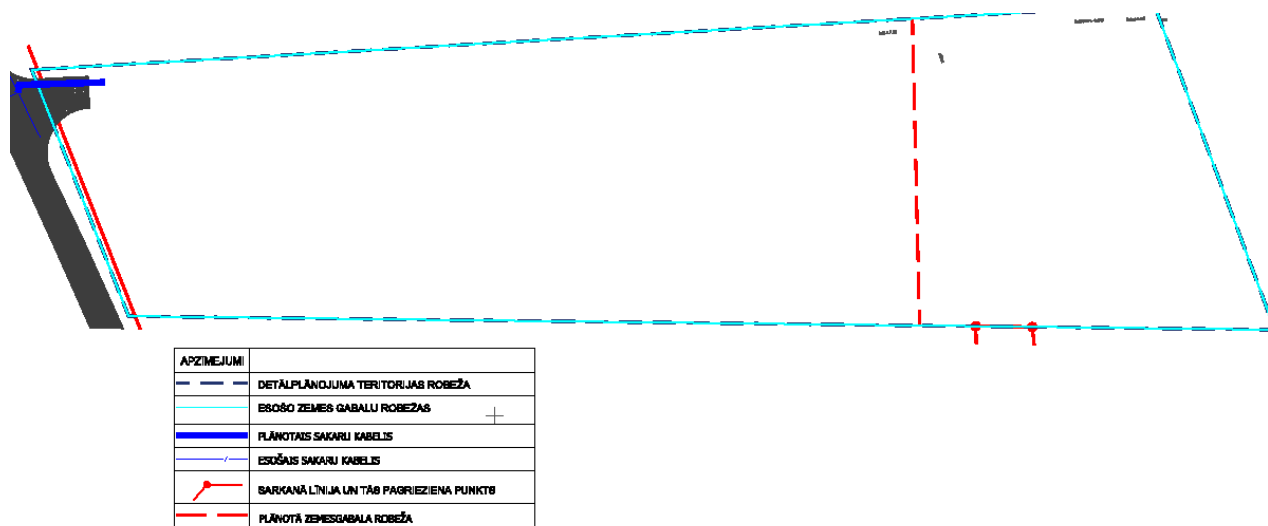 APZĪMEJUMI
DETĀLPLĀNOJUMA TERITORIJAS ROBEŽA
ESOŠO ZEMES GABALU ROBEŽAS
PLĀNOTAIS SAKARU KABELIS
ESOŠAIS SAKARU KABELIS
SARKANĀ LĪNIJA UN TĀS PAGRIEZIENA PUNKTS
PLĀNOTĀ ZEMESGABALA ROBEŽA